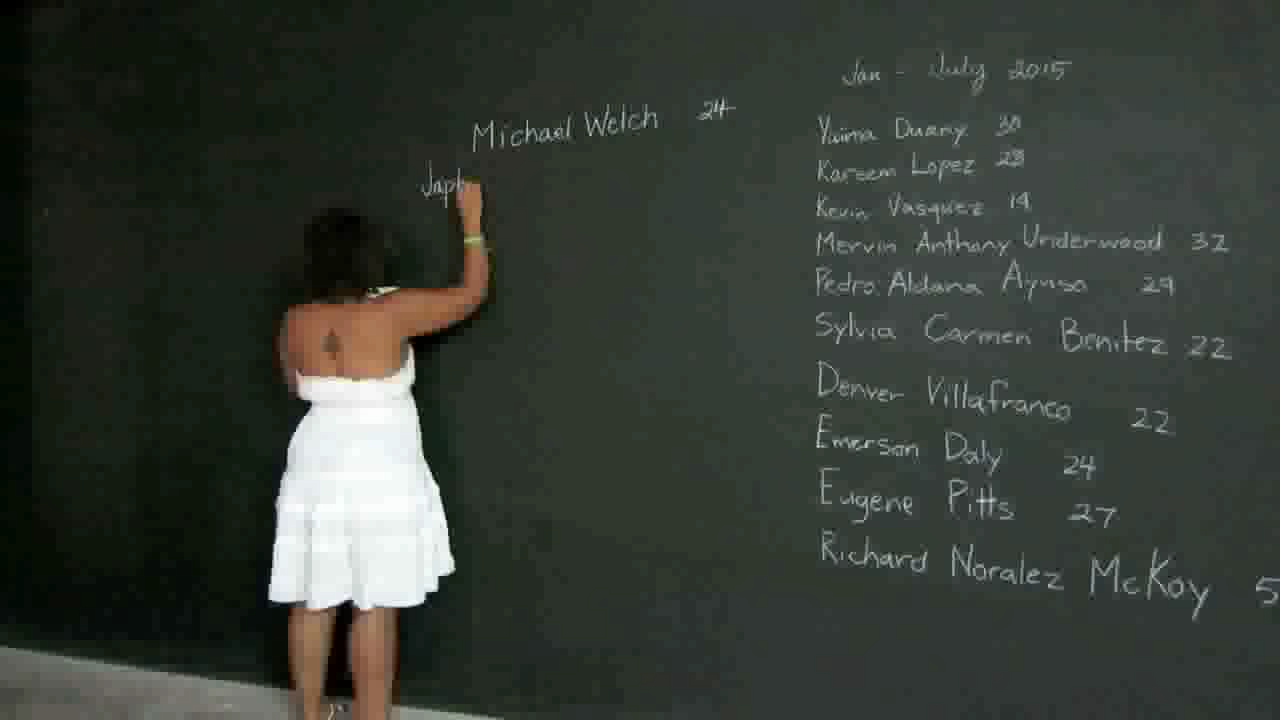 Michael Welch 24
Japh
Jan - July 2015
Yaima Duany 30
Kareem Lopez 28
Kevin Vasquez 19
Mervin Anthony Underwood 32
Pedro Aldana Ayuso 29
Sylvia Carmen Benitez 22
Denver Villafranco 22
Emerson Daly 24
Eugene Pitts 27
Richard Noralez McKoy 5